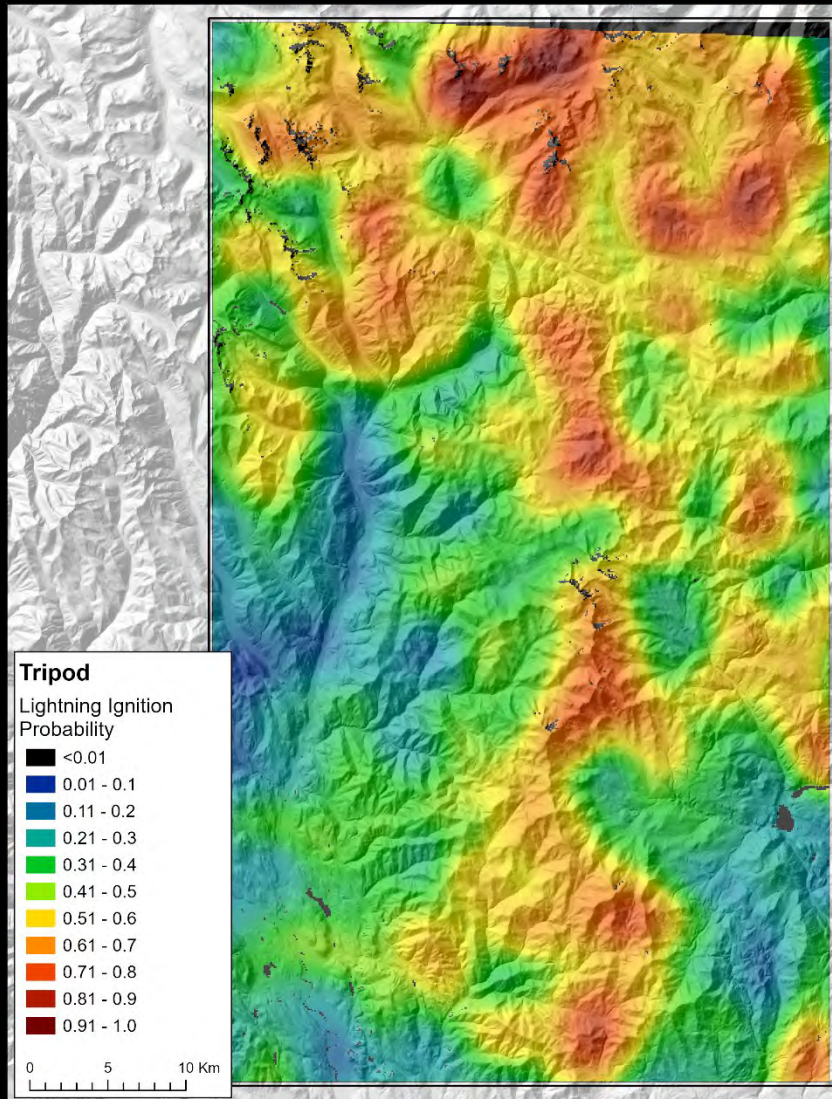 Tripod
Lightning Ignition
Probability
<0.01
0.01 - 0.1
0.11 - 0.2
0.21 - 0.3
0.31 - 0.4
0.41 - 0.5
0.51 - 0.6
0.61 - 0.7
0.71 - 0.8
0.81 - 0.9
0.91 - 1.0
0 5 10 Km